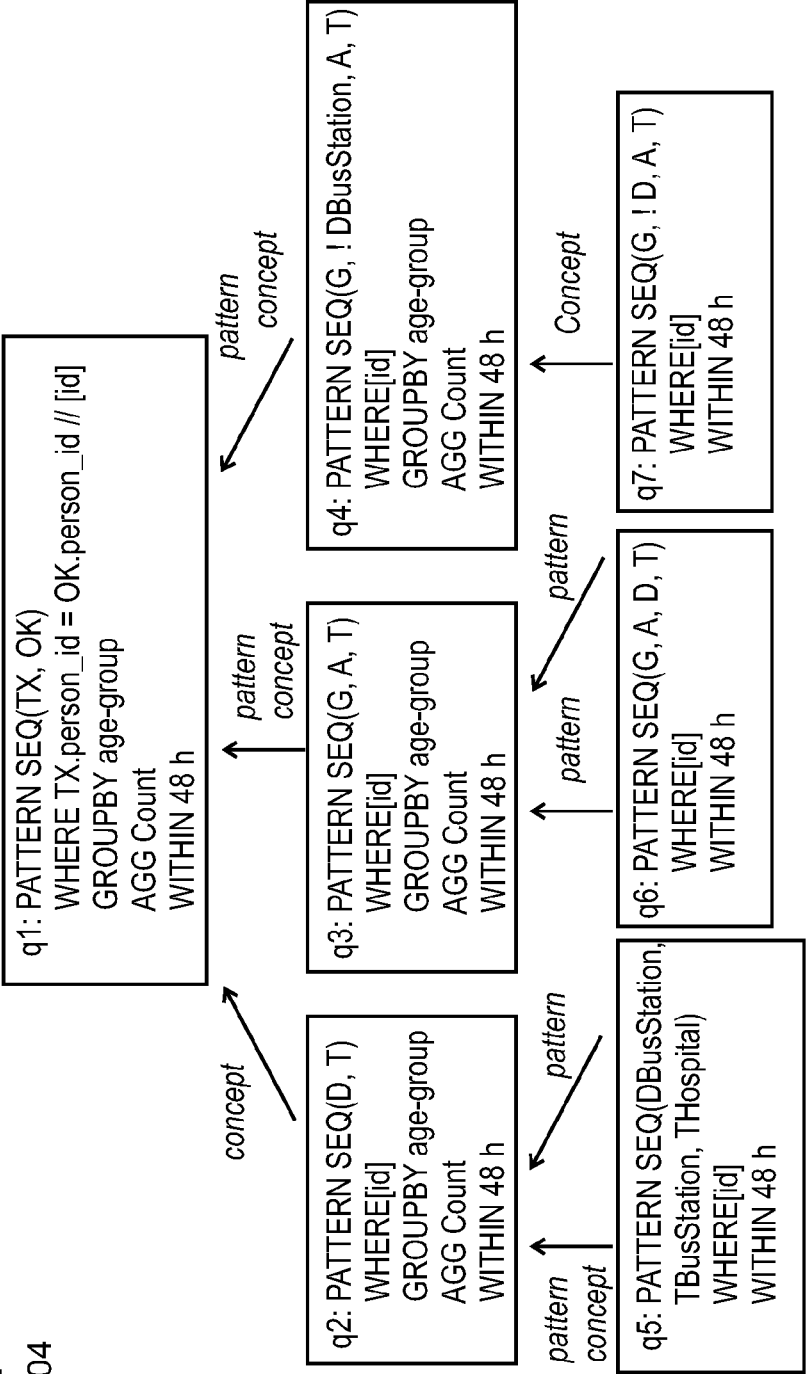 q1: PATTERN SEQ(TX, OK)
WHERE TX.person_id = OK.person_id // [id]
GROUPBY age-group
AGG Count
WITHIN 48 h
concept
pattern
concept
pattern
concept
q2: PATTERN SEQ(D, T)
WHERE[id]
GROUPBY age-group
AGG Count
WITHIN 48 h
q3: PATTERN SEQ(G, A, T)
WHERE[id]
GROUPBY age-group
AGG Count
WITHIN 48 h
q4: PATTERN SEQ(G, ! DBusStation, A, T)
WHERE[id]
GROUPBY age-group
AGG Count
WITHIN 48 h
pattern
concept
pattern
pattern
pattern
Concept
q5: PATTERN SEQ(DBusStation,
TBusStation, THospital)
WHERE[id]
WITHIN 48 h
q6: PATTERN SEQ(G, A, D, T)
WHERE[id]
WITHIN 48 h
q7: PATTERN SEQ(G, ! D, A, T)
WHERE[id]
WITHIN 48 h